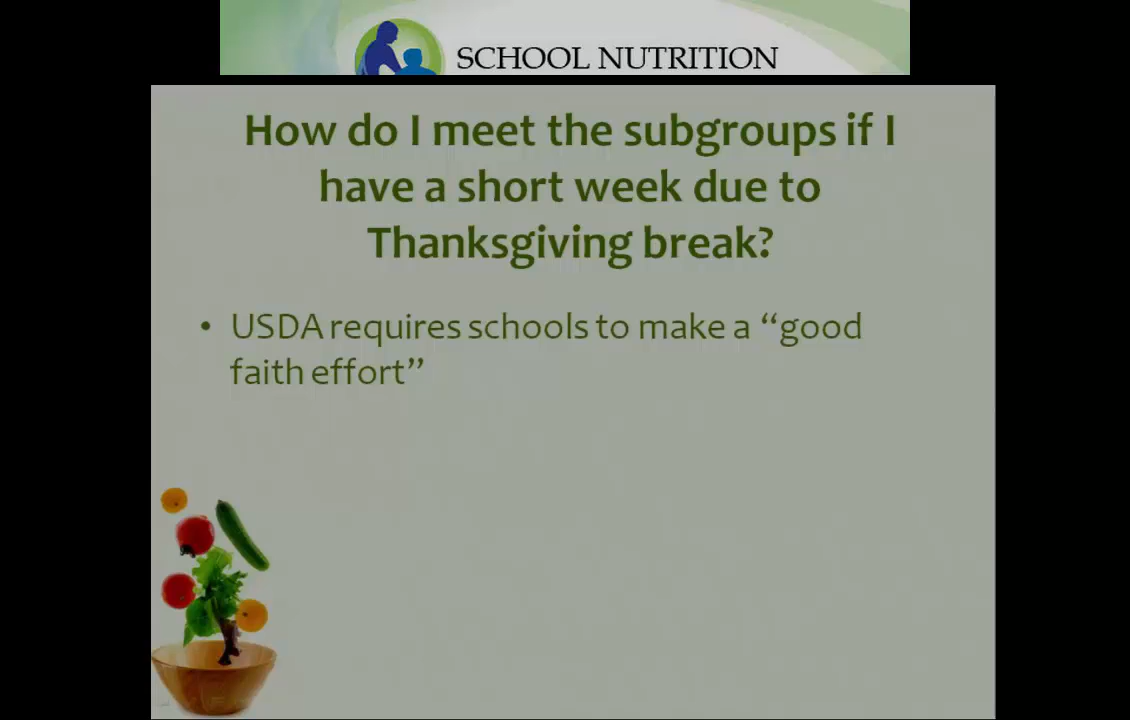 SCHOOL NUTRITION
How do I meet the subgroups if I
have a short week due to
Thanksgiving break?
• USDA requires schools to make a “good
faith effort”